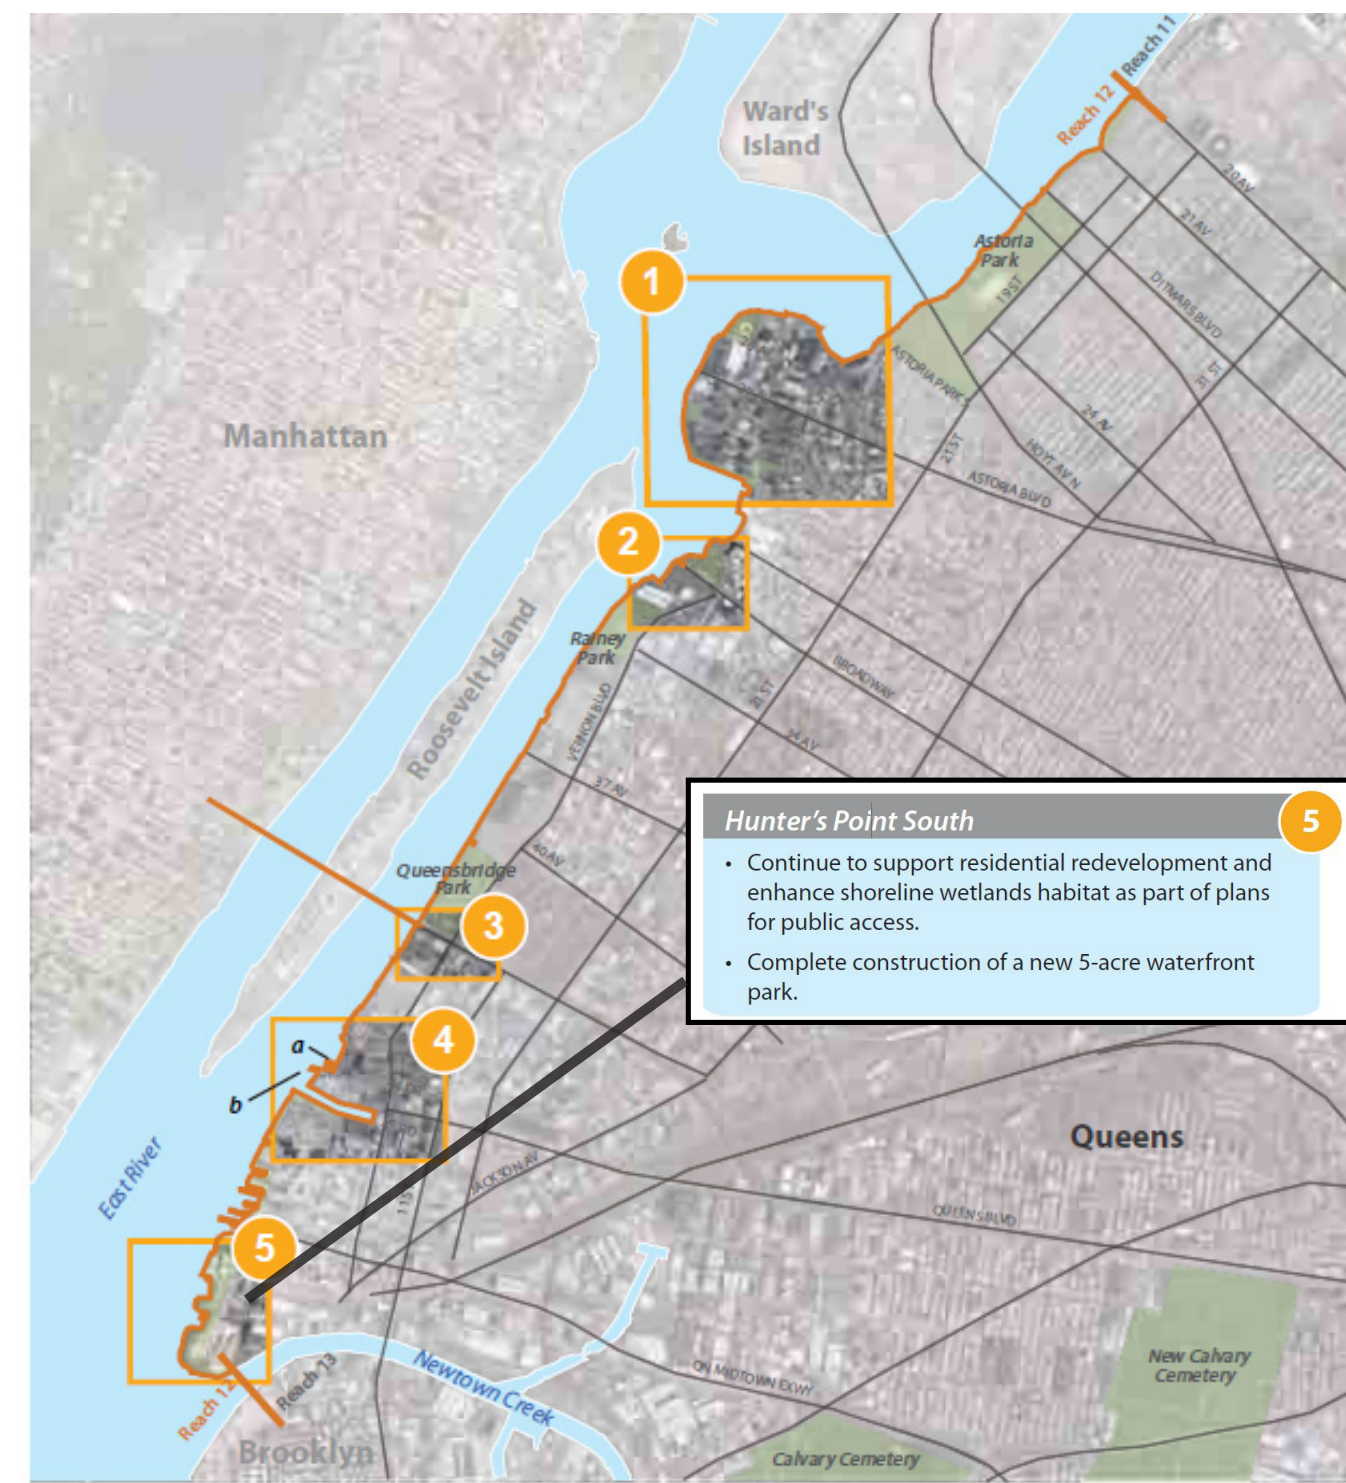 Reach 11
Reach 12
Ward's
Island
20 AV
21 AV
Astoria
Park
19 ST
DITMARS BLVD
1
ASTORIA PARK S
31 ST
24 AV
Manhattan
21 ST
HOYT AV N
ASTORIA BLVD
2
Roosevelt Island
Rainey
Park
BROADWAY
21 ST
VERNON BLVD
34 AV
37 AV
Hunter's Point South
5
• Continue to support residential redevelopment and
enhance shoreline wetlands habitat as part of plans
for public access.
• Complete construction of a new 5-acre waterfront
park.
40 AV
Queensbridge
Park
3
4
a
b
Queens
East River
JACKSON AV
11 S
QUEENS BLVD
5
Newtown Creek
Reach 12
Reach 13
QN MIDTOWN EXWY
New Calvary
Cemetery
Brooklyn
Calvary Cemetery